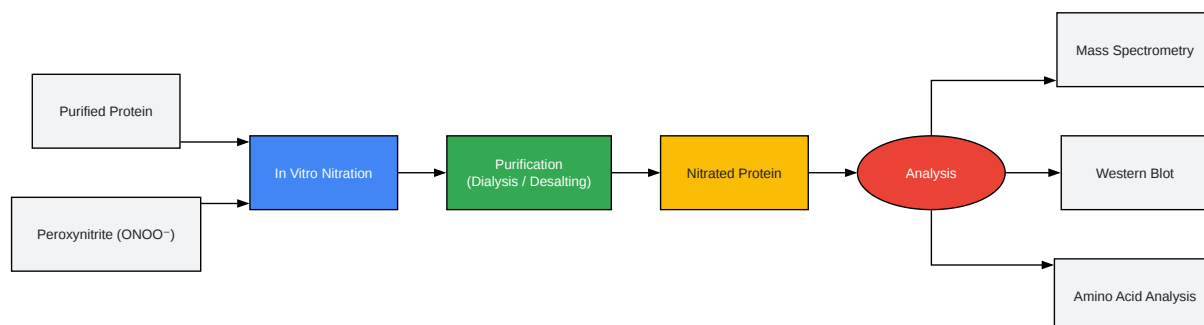 Purified Protein
Peroxynitrite (ONOO⁻)
In Vitro Nitration
Purification
(Dialysis / Desalting)
Nitrated Protein
Analysis
Mass Spectrometry
Western Blot
Amino Acid Analysis